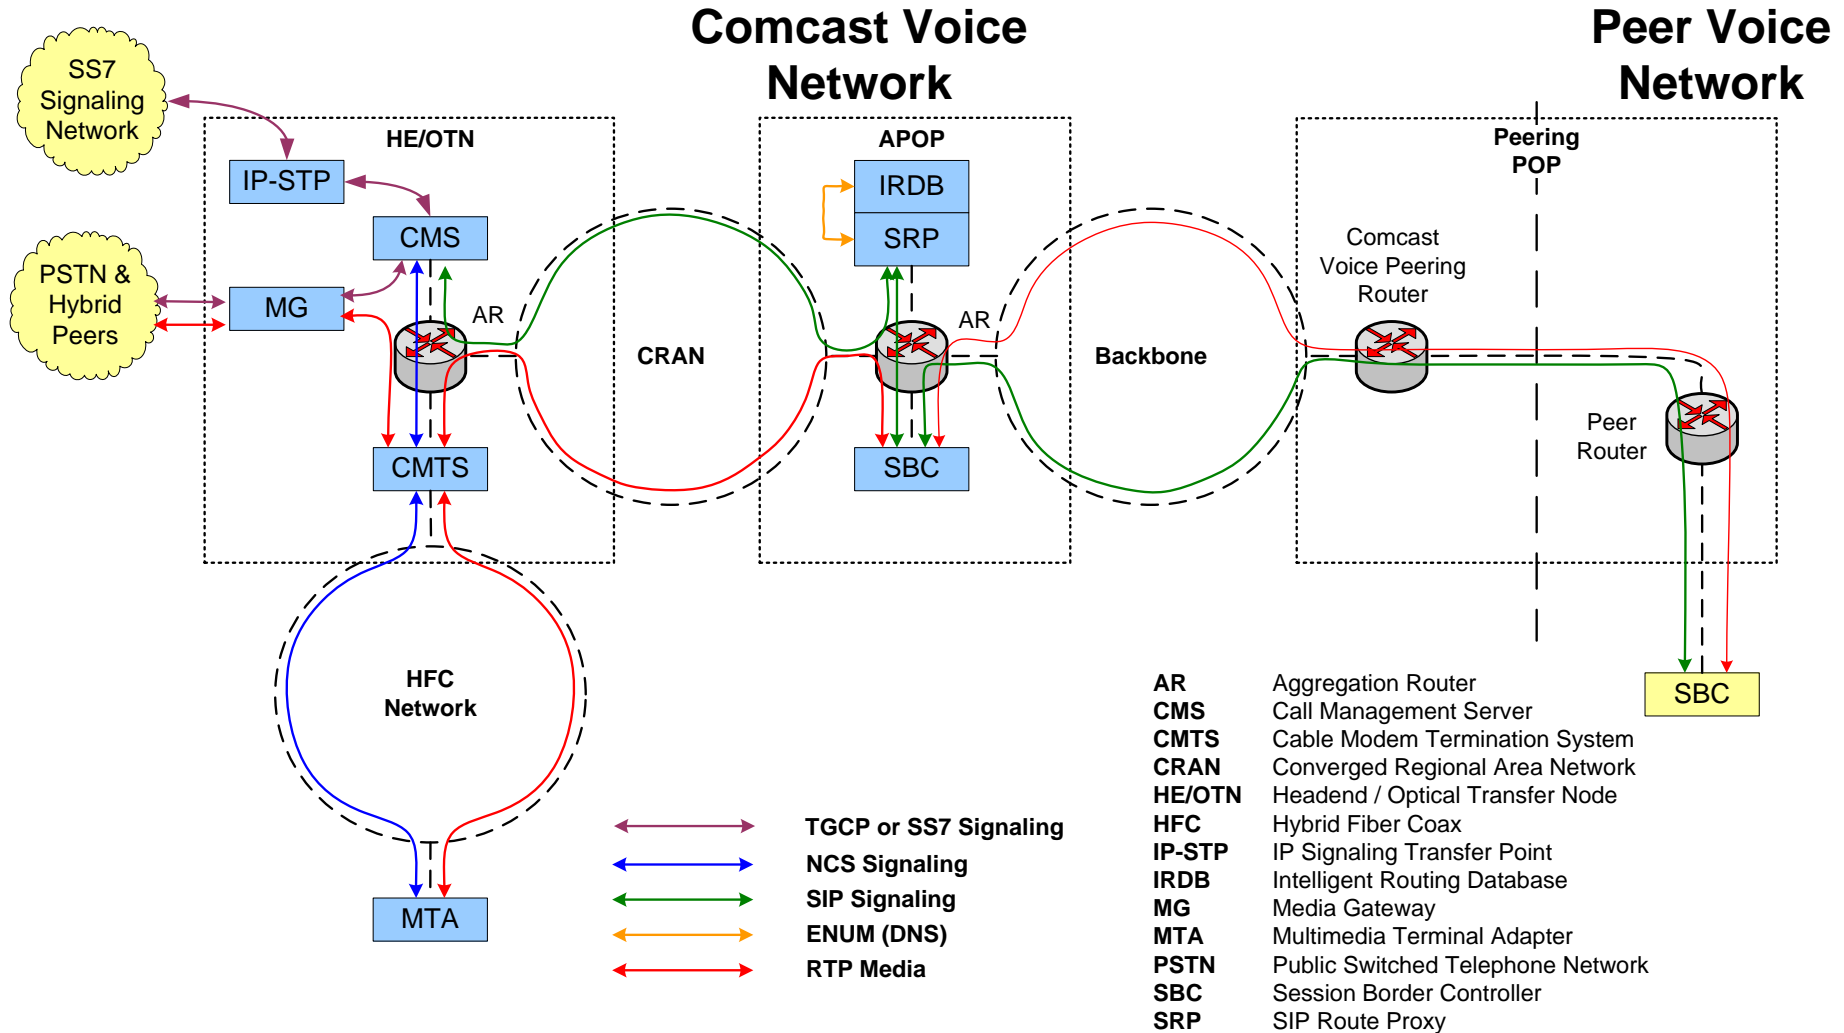 Comcast Voice
Network
Peer Voice
Network
SS7
Signaling
Network
HE/OTN
APOP
Peering
POP
IP-STP
IRDB
CMS
SRP
Comcast
Voice Peering
Router
PSTN &
Hybrid
Peers
MG
AR
AR
CRAN
Backbone
Peer
Router
CMTS
SBC
HFC
Network
SBC
MTA
TGCP or SS7 Signaling
NCS Signaling
SIP Signaling
ENUM (DNS)
RTP Media
AR Aggregation Router
CMS Call Management Server
CMTS Cable Modem Termination System
CRAN Converged Regional Area Network
HE/OTN Headend / Optical Transfer Node
HFC Hybrid Fiber Coax
IP-STP IP Signaling Transfer Point
IRDB Intelligent Routing Database
MG Media Gateway
MTA Multimedia Terminal Adapter
PSTN Public Switched Telephone Network
SBC Session Border Controller
SRP SIP Route Proxy